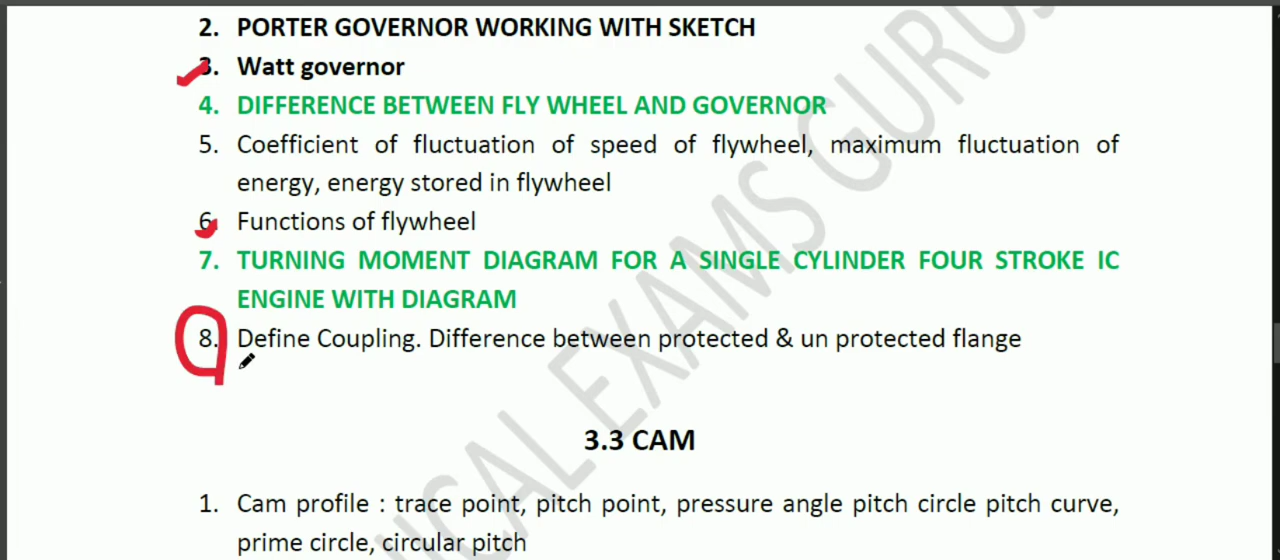 2. PORTER GOVERNOR WORKING WITH SKETCH
3. Watt governor
4. DIFFERENCE BETWEEN FLY WHEEL AND GOVERNOR
5. Coefficient of fluctuation of speed of flywheel, maximum fluctuation of
energy, energy stored in flywheel
6. Functions of flywheel
7. TURNING MOMENT DIAGRAM FOR A SINGLE CYLINDER FOUR STROKE IC
ENGINE WITH DIAGRAM
8. Define Coupling. Difference between protected & un protected flange
3.3 CAM
1. Cam profile : trace point, pitch point, pressure angle pitch circle pitch curve,
prime circle, circular pitch
EXAMS GURUS